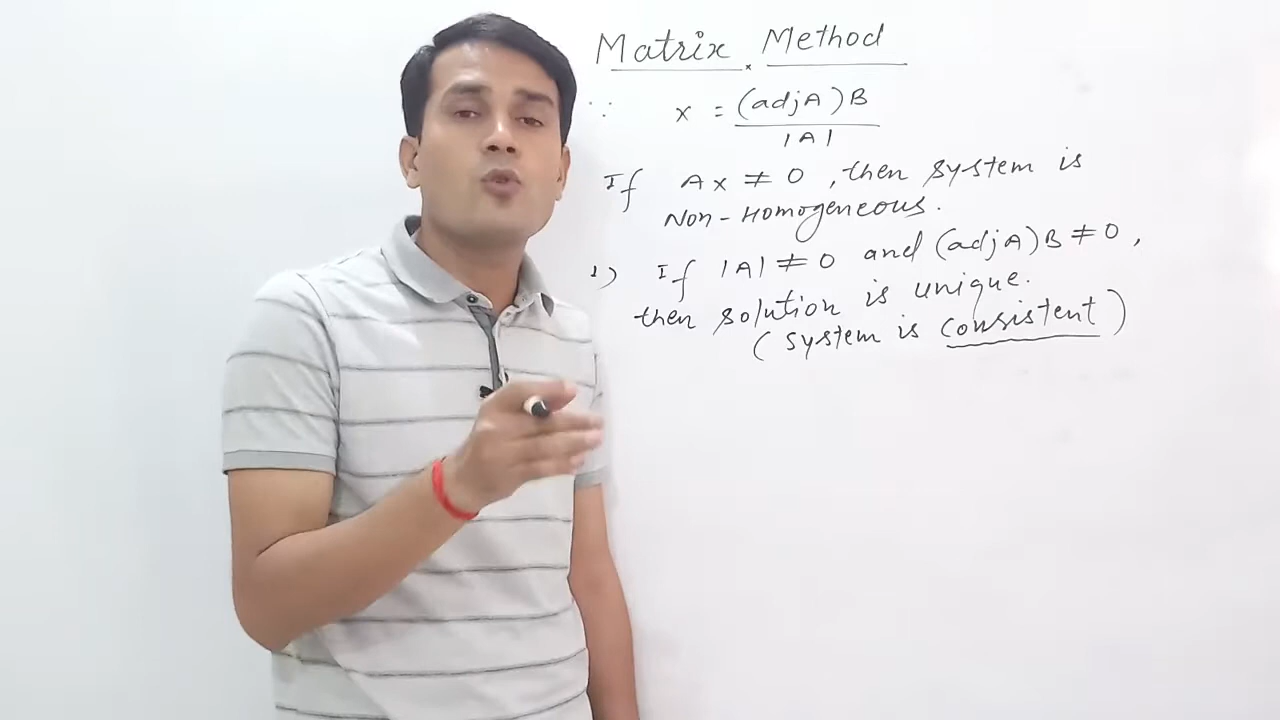 Matrix Method
∵ x = (adjA)B
|A|
If Ax ≠ 0, then system is
Non-Homogeneous.
1) If |A| ≠ 0 and (adjA)B ≠ 0,
then solution is unique.
(system is consistent)